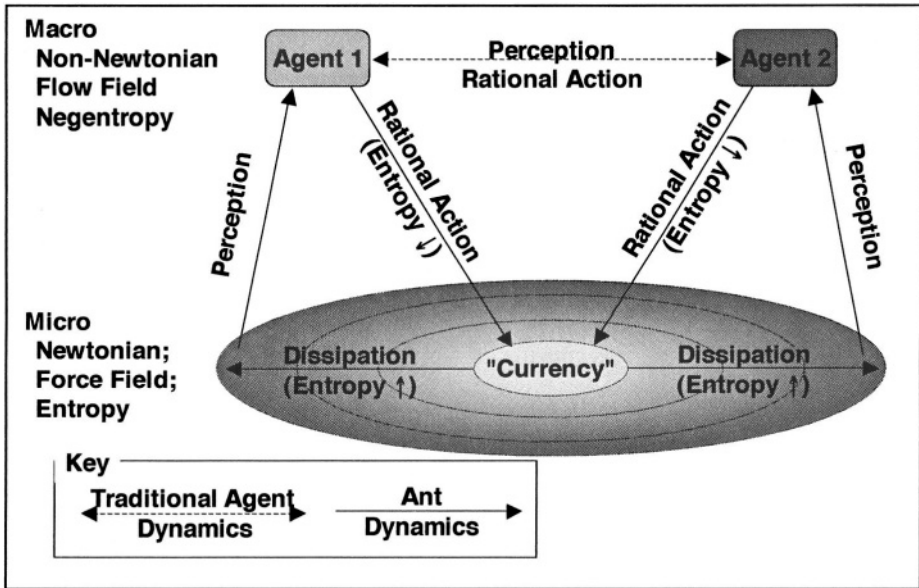 Macro
Non-Newtonian
Flow Field
Negentropy
Agent 1
Perception
Rational Action
Agent 2
Perception
Rational Action
(Entropy ↓)
Rational Action
(Entropy ↓)
Perception
Micro
Newtonian;
Force Field;
Entropy
Dissipation
(Entropy ↑)
"Currency"
Dissipation
(Entropy ↑)
Key
Traditional Agent
Dynamics
Ant
Dynamics